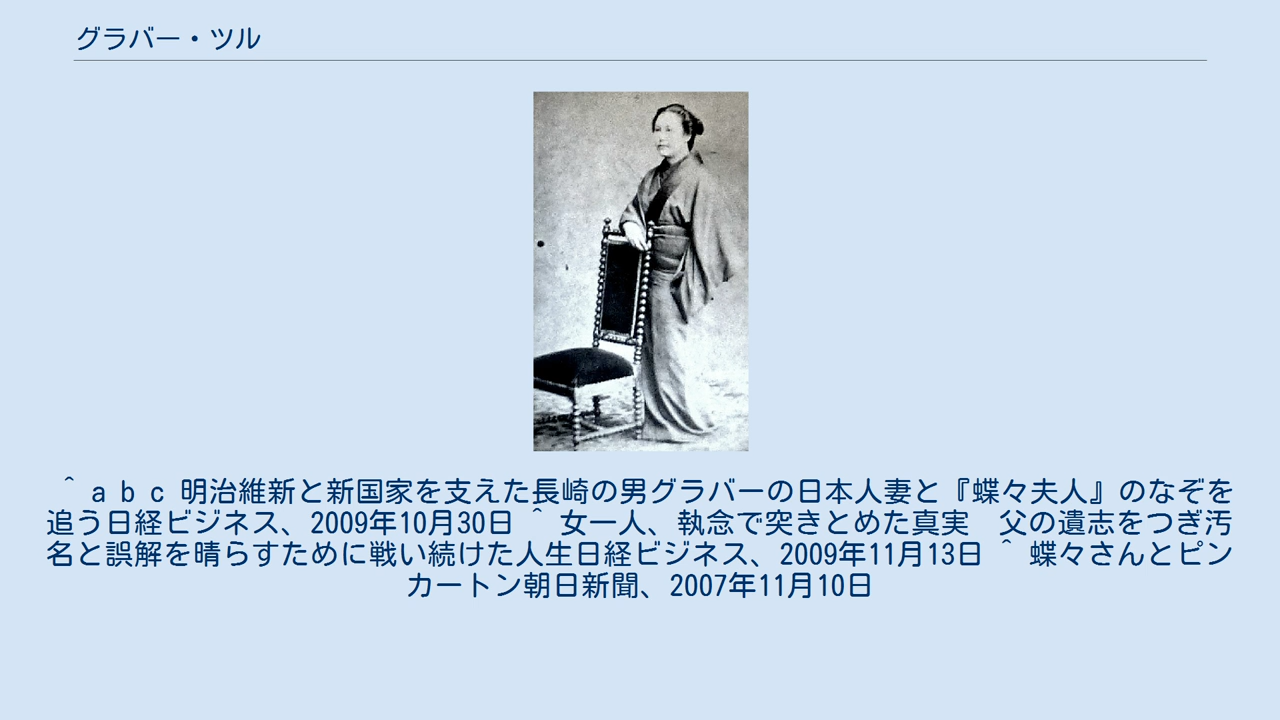 グラバー・ツル
^ a b c 明治維新と新国家を支えた長崎の男グラバーの日本人妻と『蝶々夫人』のなぞを
追う日経ビジネス、2009年10月30日 ^ 女一人、執念で突きとめた真実　父の遺志をつぎ汚
名と誤解を晴らすために戦い続けた人生日経ビジネス、2009年11月13日 ^ 蝶々さんとピン
カートン朝日新聞、2007年11月10日